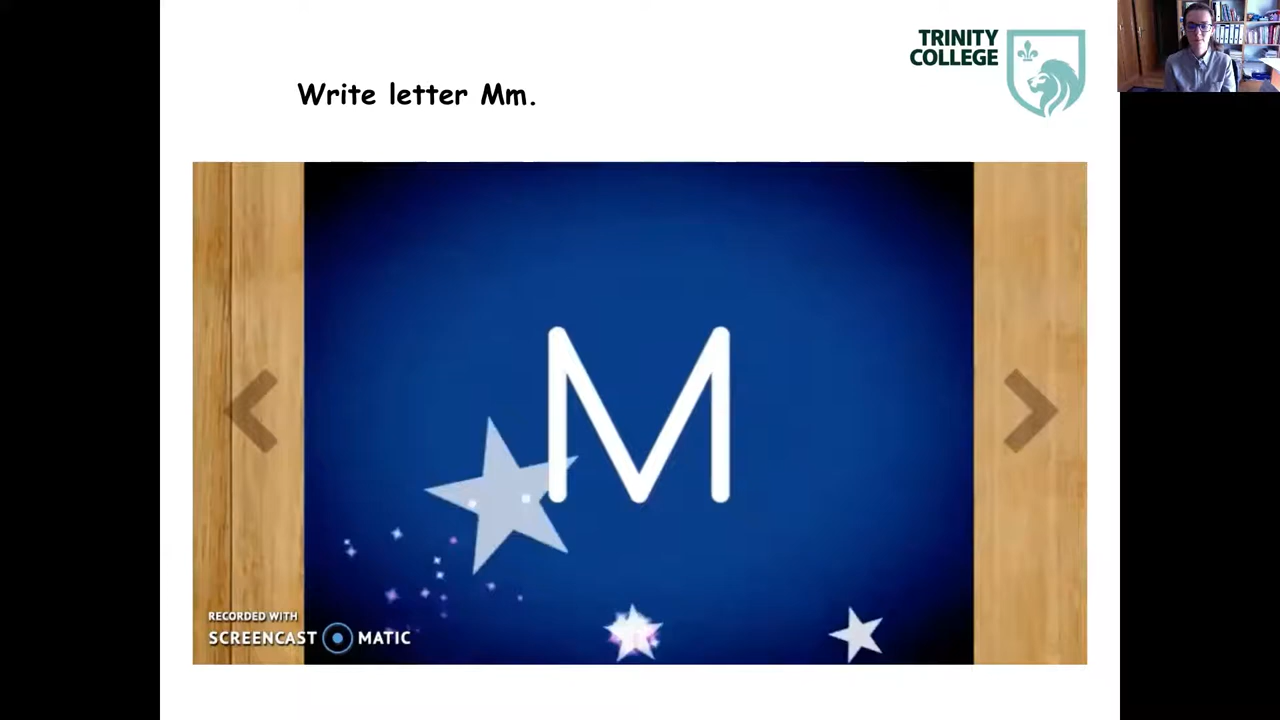 TRINITY
COLLEGE
Write letter Mm.
M
RECORDED WITH
SCREENCAST MATIC